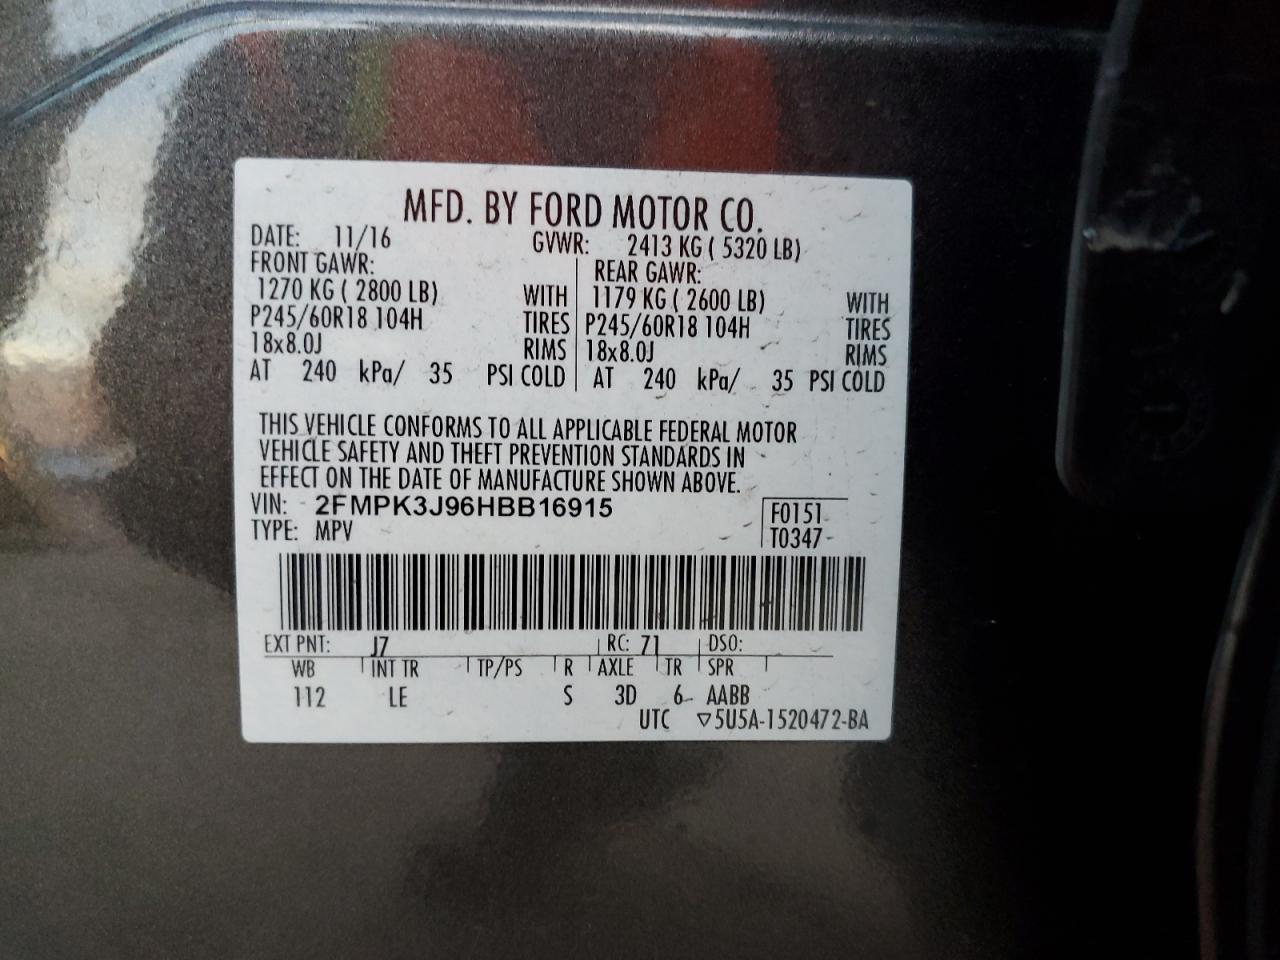 MFD. BY FORD MOTOR CO.
DATE: 11/16 GVWR: 2413 KG ( 5320 LB)
FRONT GAWR: REAR GAWR:
1270 KG ( 2800 LB) WITH 1179 KG ( 2600 LB) WITH
P245/60R18 104H TIRES P245/60R18 104H TIRES
18x8.0J RIMS 18x8.0J RIMS
AT 240 kPa/ 35 PSI COLD AT 240 kPa/ 35 PSI COLD
THIS VEHICLE CONFORMS TO ALL APPLICABLE FEDERAL MOTOR
VEHICLE SAFETY AND THEFT PREVENTION STANDARDS IN
EFFECT ON THE DATE OF MANUFACTURE SHOWN ABOVE.
VIN: 2FMPK3J96HBB16915 F0151
TYPE: MPV T0347
EXT PNT: J7 RC: 71 DSO:
WB INT TR TP/PS R AXLE TR SPR
112 LE S 3D 6 AABB
UTC ▽5U5A-1520472-BA